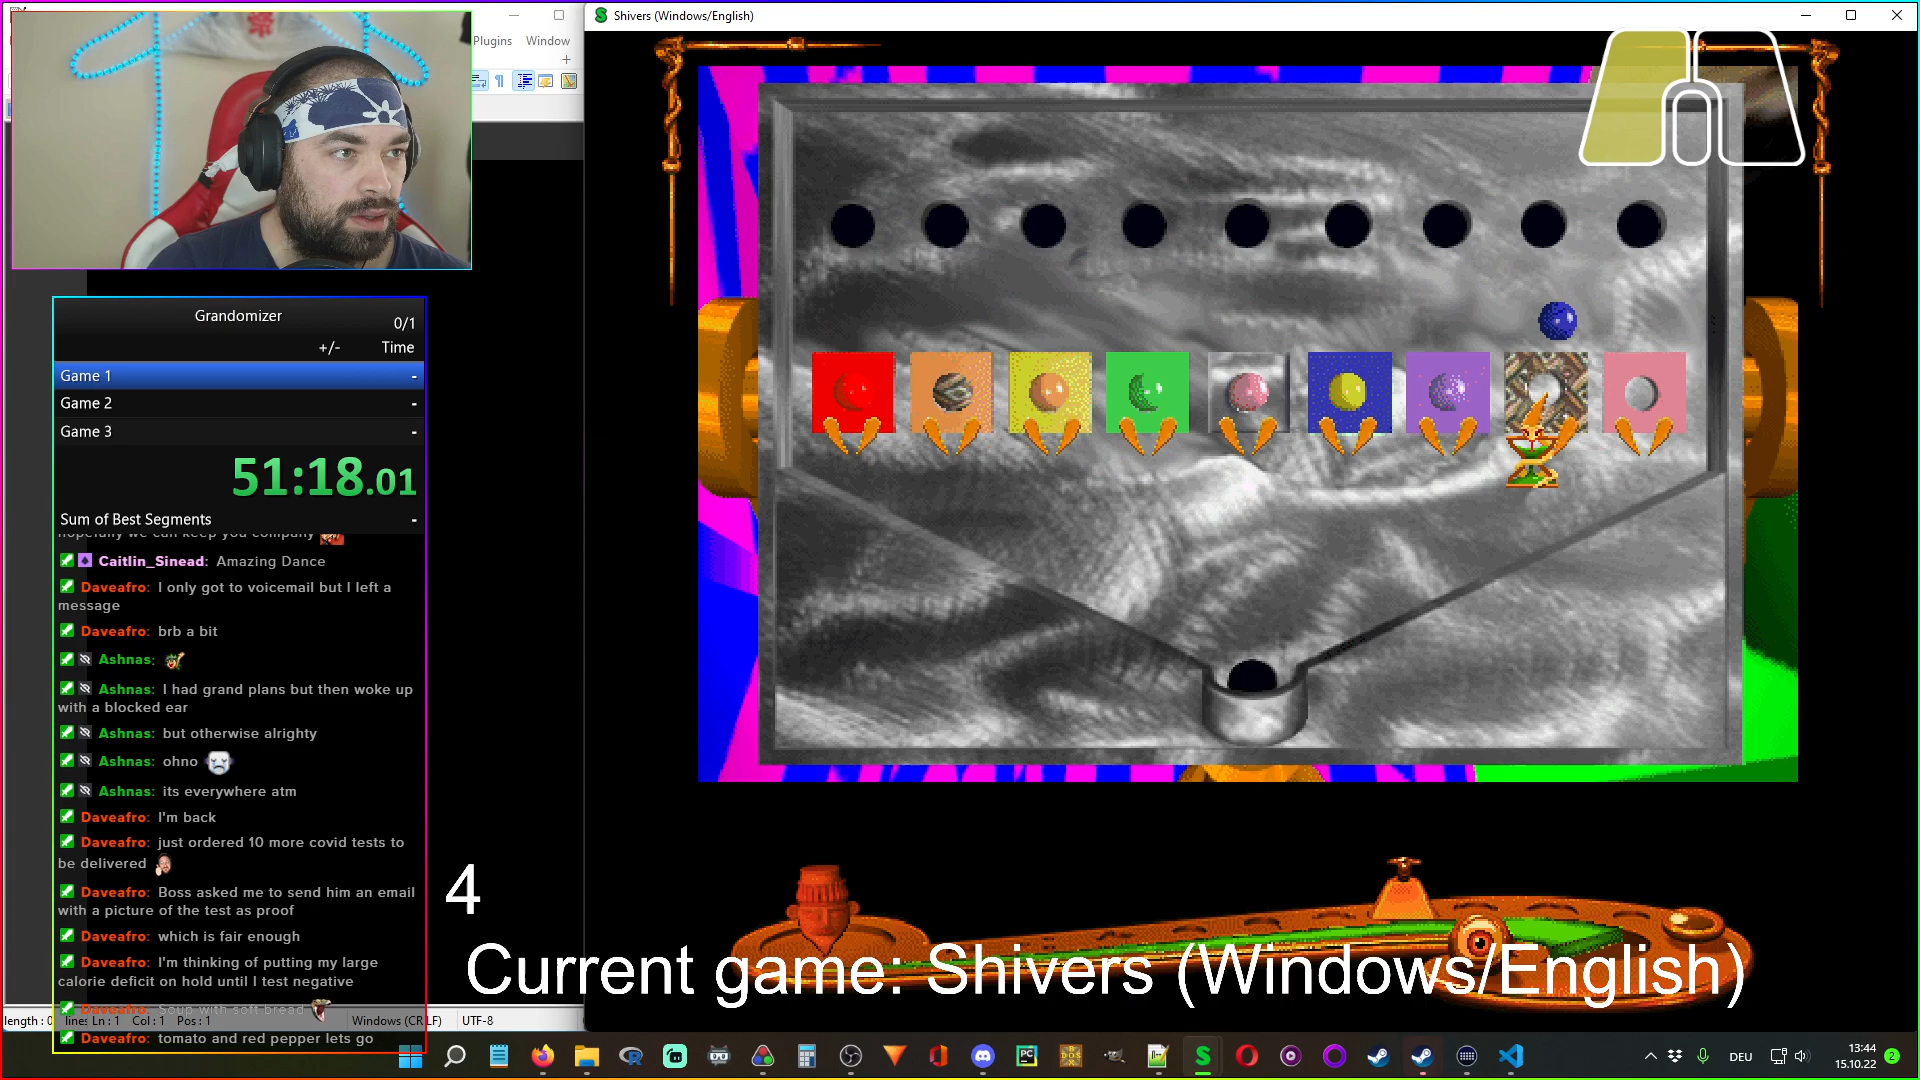 Plugins Window
Shivers (Windows/English)
Grandomizer
0/1
+/- Time
Game 1 -
Game 2 -
Game 3 -
51:18.01
Sum of Best Segments -
hopefully we can keep you company
Caitlin_Sinead: Amazing Dance
Daveafro: I only got to voicemail but I left a
message
Daveafro: brb a bit
Ashnas:
Ashnas: I had grand plans but then woke up
with a blocked ear
Ashnas: but otherwise alrighty
Ashnas: ohno
Ashnas: its everywhere atm
Daveafro: I'm back
Daveafro: just ordered 10 more covid tests to
be delivered
Daveafro: Boss asked me to send him an email
with a picture of the test as proof
Daveafro: which is fair enough
Daveafro: I'm thinking of putting my large
calorie deficit on hold until I test negative
Daveafro: Soup with soft bread
Daveafro: tomato and red pepper lets go
4
Current game: Shivers (Windows/English)
length : 0 lines Ln : 1 Col : 1 Pos : 1 Windows (CR LF) UTF-8
DEU
13:44
15.10.22
2